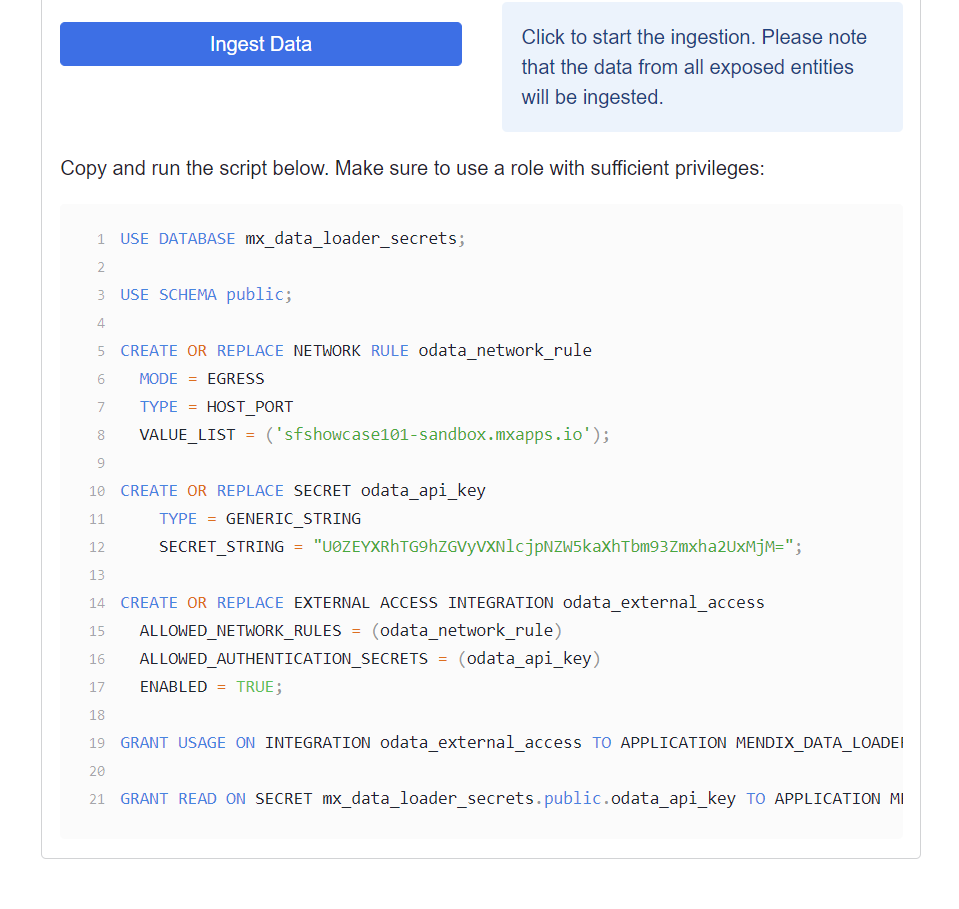 Ingest Data
Click to start the ingestion. Please note
that the data from all exposed entities
will be ingested.
Copy and run the script below. Make sure to use a role with sufficient privileges:
1 USE DATABASE mx_data_loader_secrets;
2
3 USE SCHEMA public;
4
5 CREATE OR REPLACE NETWORK RULE odata_network_rule
6 MODE = EGRESS
7 TYPE = HOST_PORT
8 VALUE_LIST = ('sfshowcase101-sandbox.mxapps.io');
9
10 CREATE OR REPLACE SECRET odata_api_key
11 TYPE = GENERIC_STRING
12 SECRET_STRING = "U0ZEYXRhTG9hZGVyVXNlcjpNZW5kaXhTbm93Zmxha2UxMjM=";
13
14 CREATE OR REPLACE EXTERNAL ACCESS INTEGRATION odata_external_access
15 ALLOWED_NETWORK_RULES = (odata_network_rule)
16 ALLOWED_AUTHENTICATION_SECRETS = (odata_api_key)
17 ENABLED = TRUE;
18
19 GRANT USAGE ON INTEGRATION odata_external_access TO APPLICATION MENDIX_DATA_LOADE
20
21 GRANT READ ON SECRET mx_data_loader_secrets.public.odata_api_key TO APPLICATION M